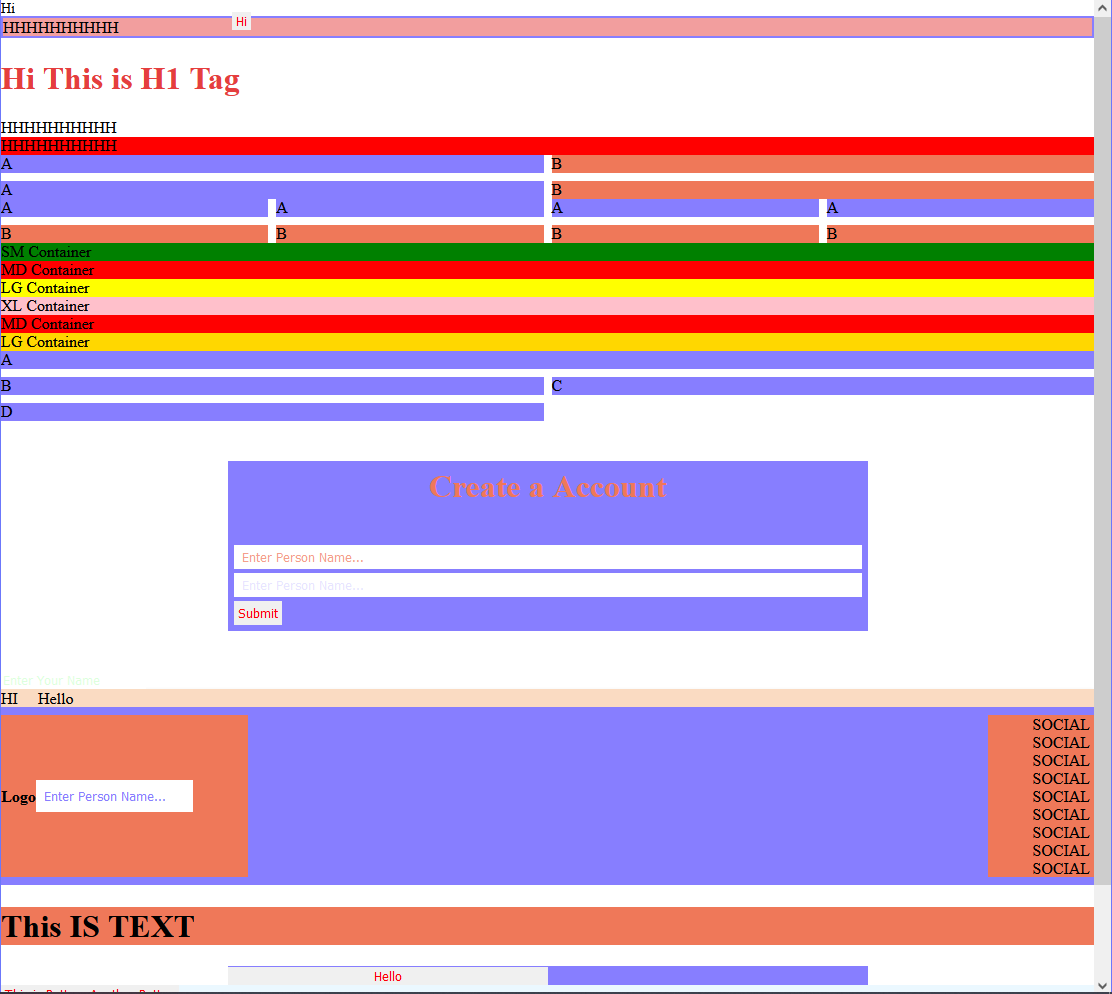 Hi
Hi
HHHHHHHHHH
Hi This is H1 Tag
HHHHHHHHHH
HHHHHHHHHH
A B
A B
A A A A
B B B B
SM Container
MD Container
LG Container
XL Container
MD Container
LG Container
A
B C
D
Create a Account
Enter Person Name...
Enter Person Name...
Submit
Enter Your Name
HI Hello
SOCIAL
SOCIAL
SOCIAL
SOCIAL
Logo Enter Person Name... SOCIAL
SOCIAL
SOCIAL
SOCIAL
SOCIAL
This IS TEXT
Hello